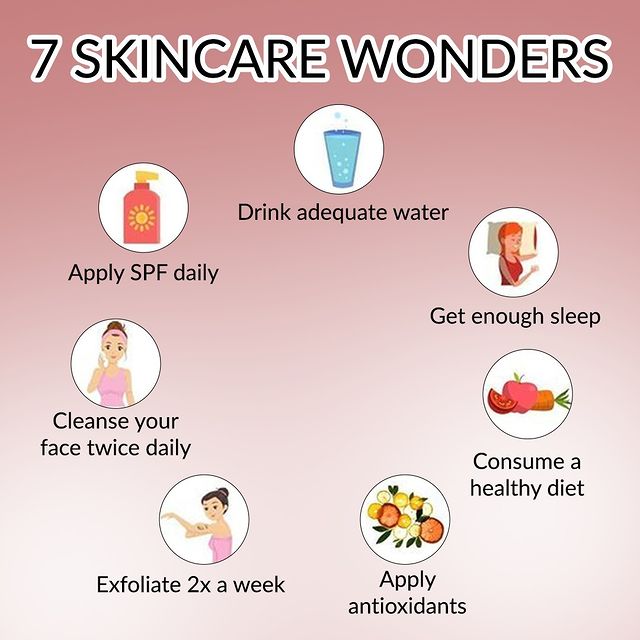 7 SKINCARE WONDERS
Drink adequate water
Apply SPF daily
Get enough sleep
Cleanse your
face twice daily
Consume a
healthy diet
Exfoliate 2x a week
Apply
antioxidants